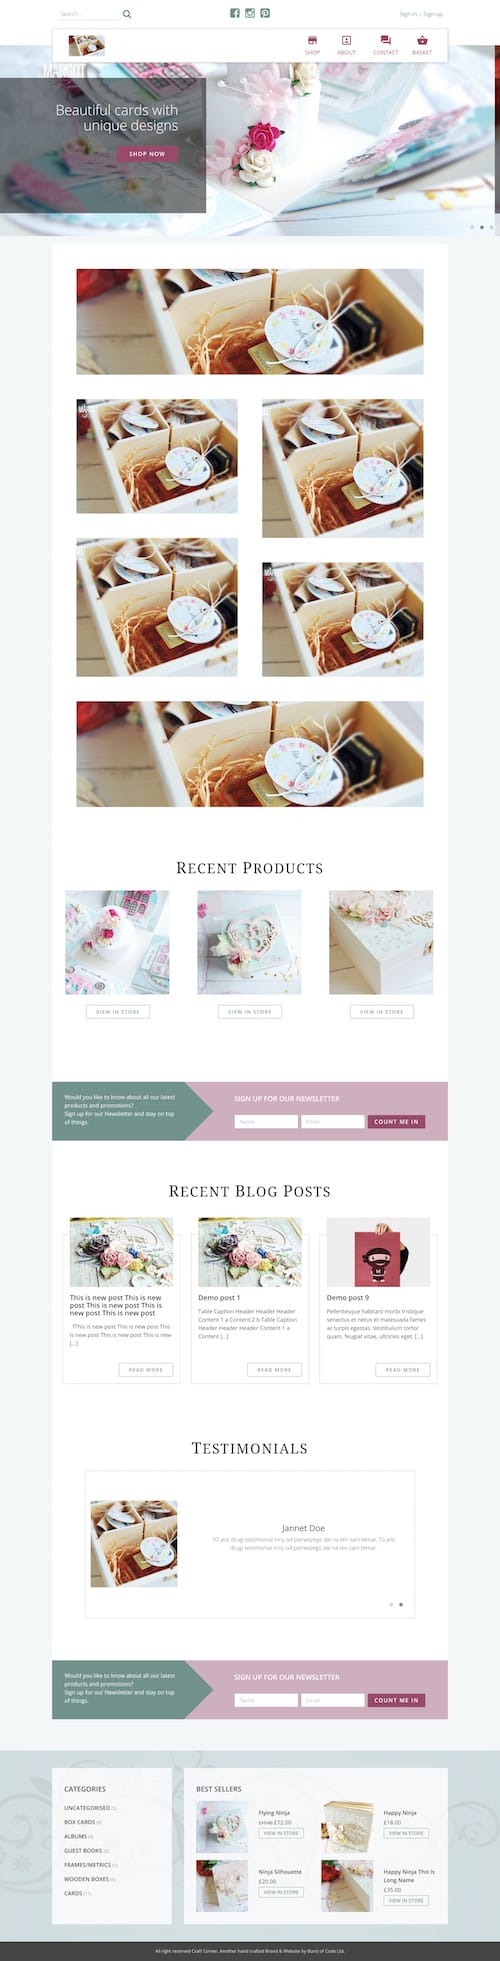 Search...
Sign in | Sign up
SHOP
ABOUT
CONTACT
BASKET
MARGOT
Beautiful cards with
unique designs
SHOP NOW
RECENT PRODUCTS
VIEW IN STORE
VIEW IN STORE
VIEW IN STORE
Would you like to know about all our latest
products and promotions?
Sign up for our Newsletter and stay on top
of things.
SIGN UP FOR OUR NEWSLETTER
Name
Email
COUNT ME IN
RECENT BLOG POSTS
This is new post This is new
post This is new post This is
new post This is new post
TThis is new post This is new post This
is new post This is new post This is new
[...]
READ MORE
Demo post 1
Table Caption Header Header Header
Content 1 a Content 2 b Table Caption
Header Header Header Content 1 a
Content [...]
READ MORE
Demo post 9
Pellentesque habitant morbi tristique
senectus et netus et malesuada fames
ac turpis egestas. Vestibulum tortor
quam, feugiat vitae, ultricies eget, [...]
READ MORE
TESTIMONIALS
Jannet Doe
TO jest drugi testimonial inny od pierwszego ale na ten sam temat. To jest
drugi testimonial inny od pierwszego ale na ten sam temat.
Would you like to know about all our latest
products and promotions?
Sign up for our Newsletter and stay on top
of things.
SIGN UP FOR OUR NEWSLETTER
Name
Email
COUNT ME IN
CATEGORIES
UNCATEGORISED
BOX CARDS
ALBUMS
GUEST BOOKS
FRAMES/METRICS
WOODEN BOXES
CARDS (11)
BEST SELLERS
Flying Ninja
£12.00
VIEW IN STORE
Happy Ninja
£18.00
VIEW IN STORE
Ninja Silhouette
£20.00
VIEW IN STORE
Happy Ninja This Is
Long Name
£35.00
VIEW IN STORE
All right reserved Craft Corner. Another hand crafted Brand & Website by Burst of Code Ltd.